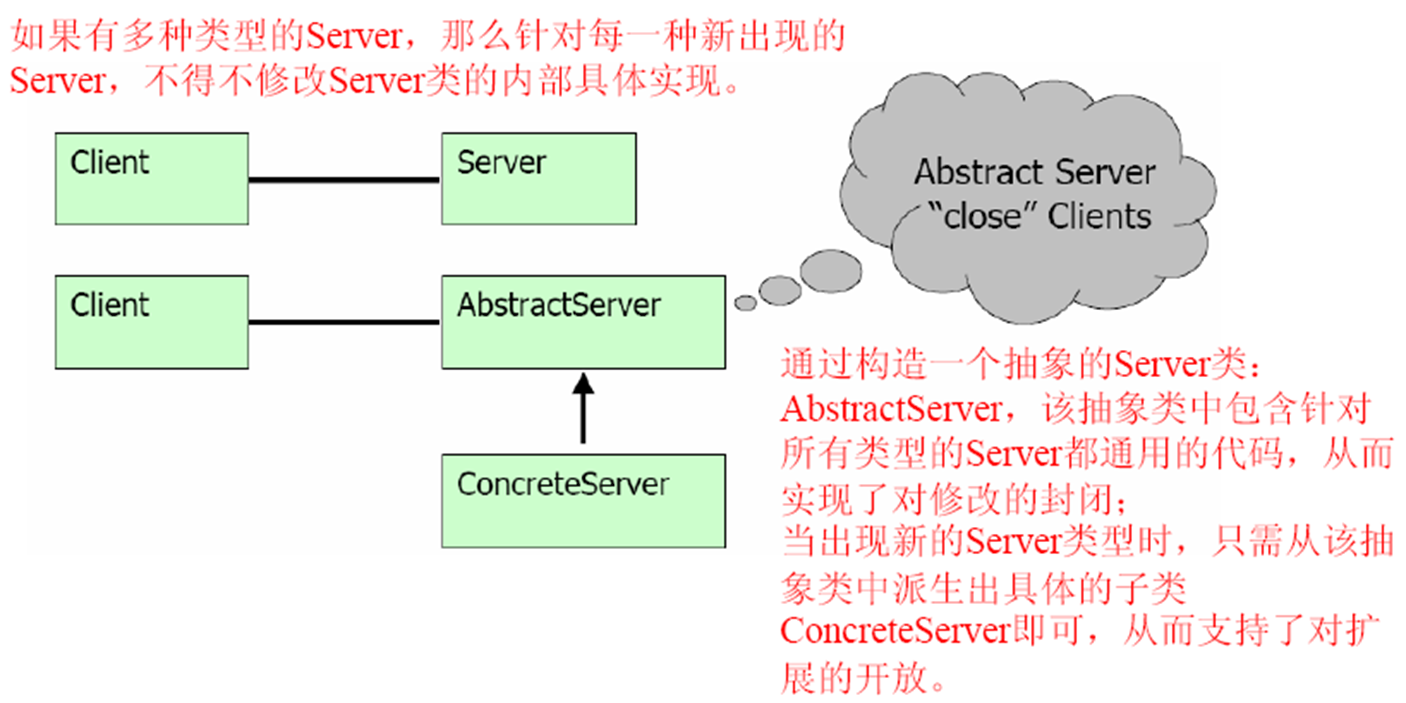 如果有多种类型的Server，那么针对每一种新出现的
Server，不得不修改Server类的内部具体实现。
Client
Server
Abstract Server
“close” Clients
Client
AbstractServer
ConcreteServer
通过构造一个抽象的Server类：
AbstractServer，该抽象类中包含针对
所有类型的Server都通用的代码，从而
实现了对修改的封闭；
当出现新的Server类型时，只需从该抽
象类中派生出具体的子类
ConcreteServer即可，从而支持了对扩
展的开放。